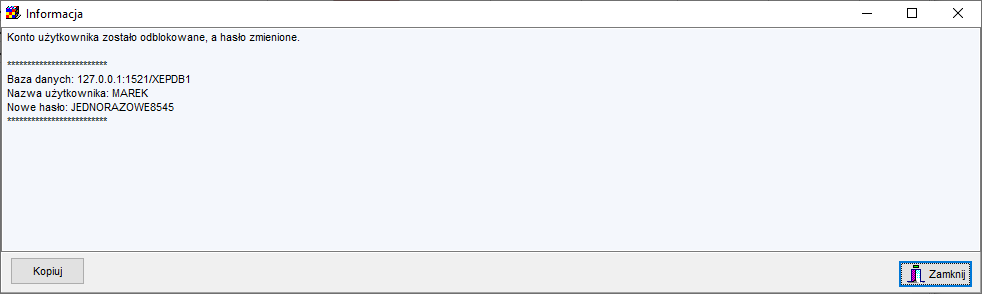 Informacja
Konto użytkownika zostało odblokowane, a hasło zmienione.
*************************
Baza danych: 127.0.0.1:1521/XEPDB1
Nazwa użytkownika: MAREK
Nowe hasło: JEDNORAZOWE8545
*************************
Kopiuj
Zamknij